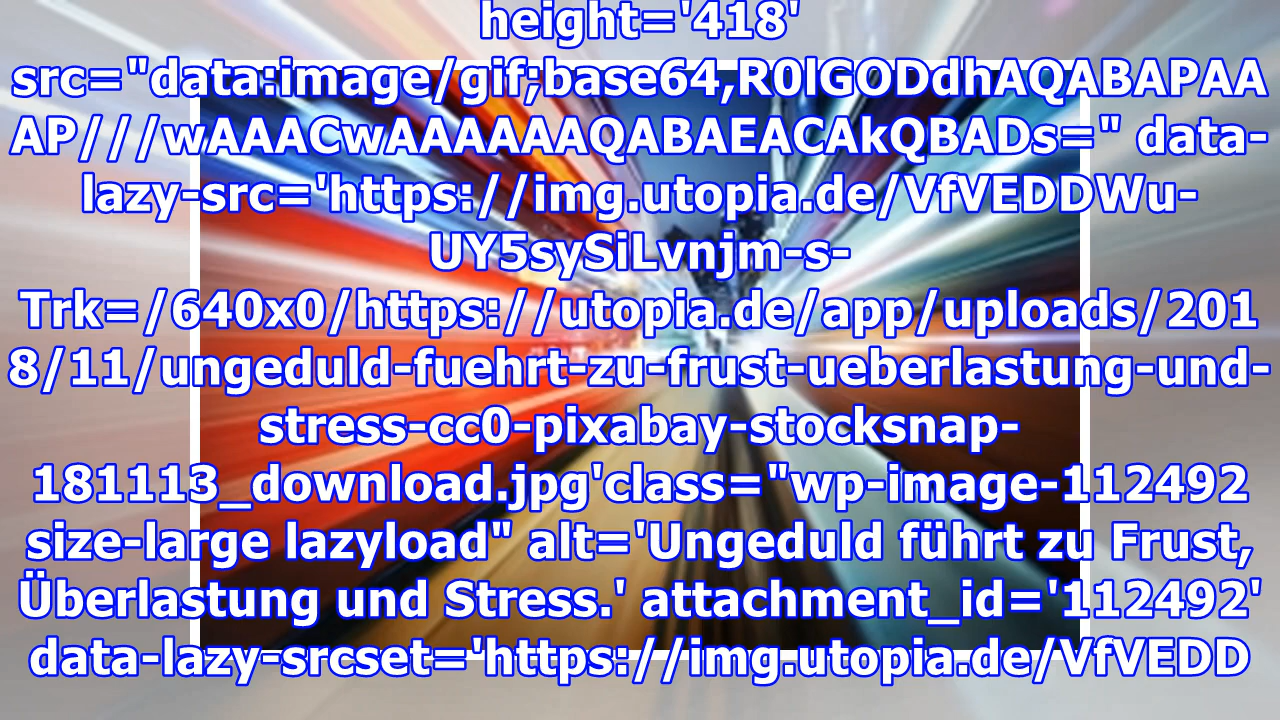 height='418'
src="data:image/gif;base64,R0lGODdhAQABAPAA
AP///wAAACwAAAAAAQABAEACAkQBADs=" data-
lazy-src='https://img.utopia.de/VfVEDDWu-
UY5sySiLvnjm-s-
Trk=/640x0/https://utopia.de/app/uploads/201
8/11/ungeduld-fuehrt-zu-frust-ueberlastung-und-
stress-cc0-pixabay-stocksnap-
181113_download.jpg'class="wp-image-112492
size-large lazyload" alt='Ungeduld führt zu Frust,
Überlastung und Stress.' attachment_id='112492'
data-lazy-srcset='https://img.utopia.de/VfVEDD